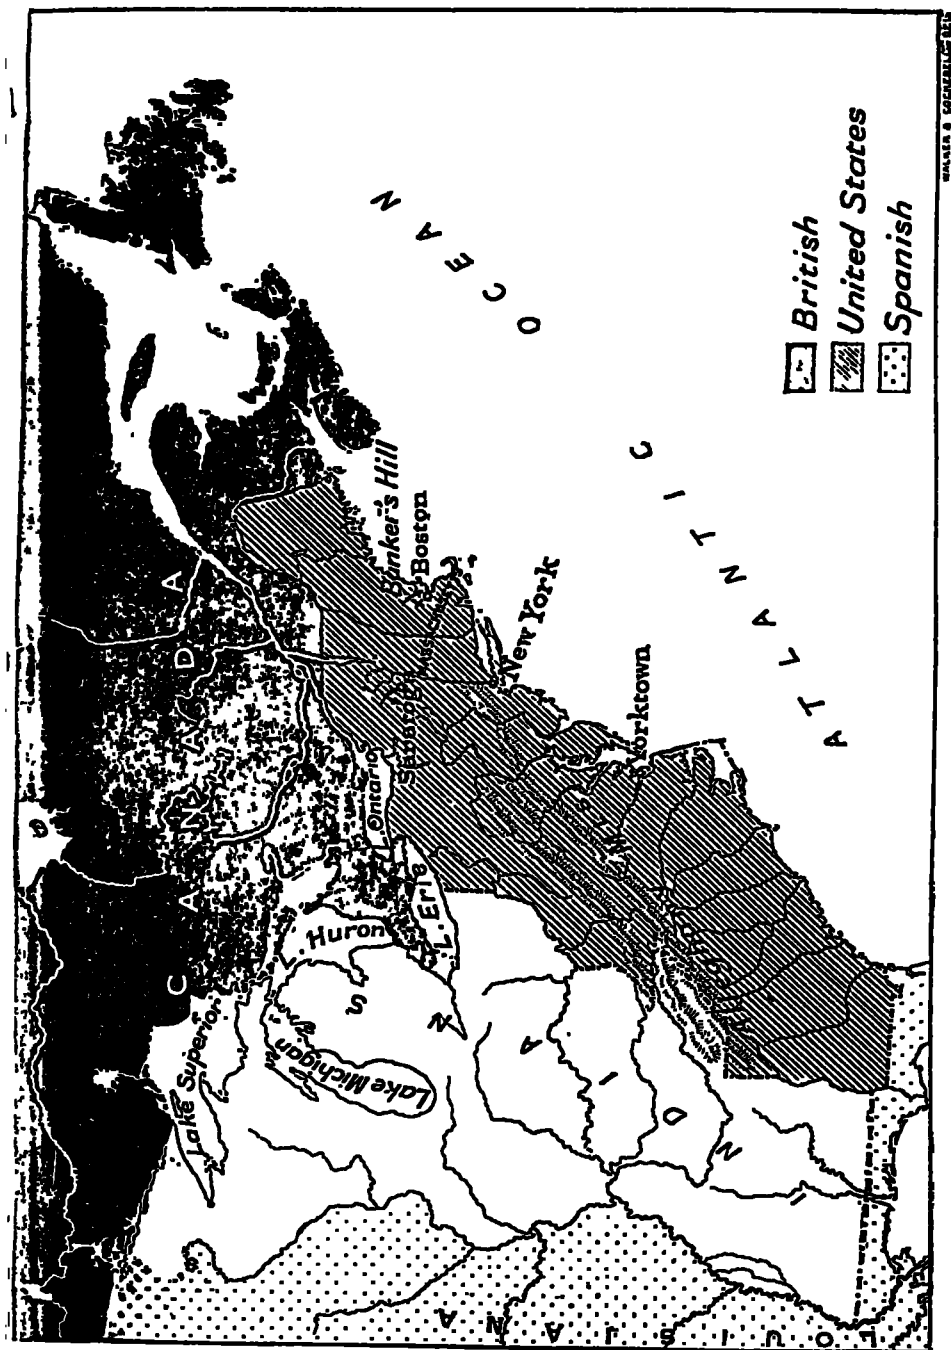 CANADA
Lake Superior
L. Huron
Lake Michigan
L. Erie
Ontario
Saratoga
Bunker's Hill
Boston
New York
Yorktown
INDIANS
LOUISIANA
ATLANTIC OCEAN
British
United States
Spanish